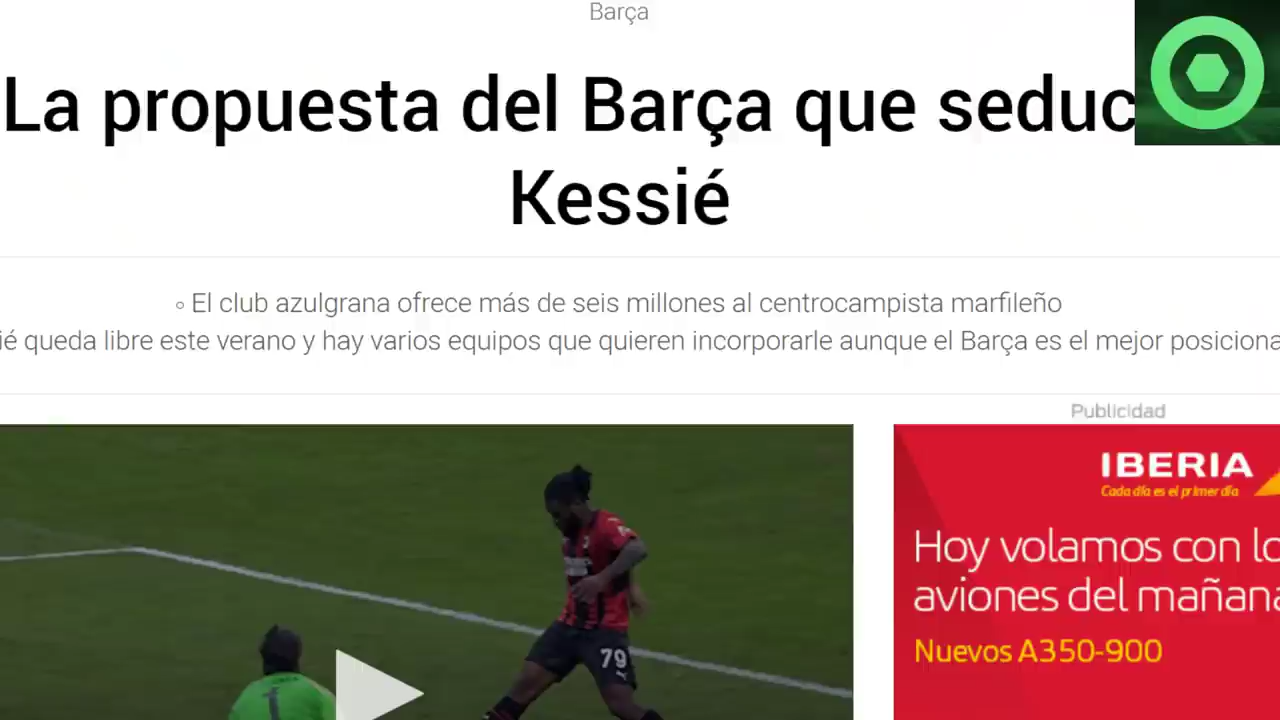 Barça
La propuesta del Barça que seduc
Kessié
◦ El club azulgrana ofrece más de seis millones al centrocampista marfileño
ié queda libre este verano y hay varios equipos que quieren incorporarle aunque el Barça es el mejor posiciona
Publicidad
IBERIA
Cada día es el primer día
Hoy volamos con lo
aviones del mañana
Nuevos A350-900
79
1